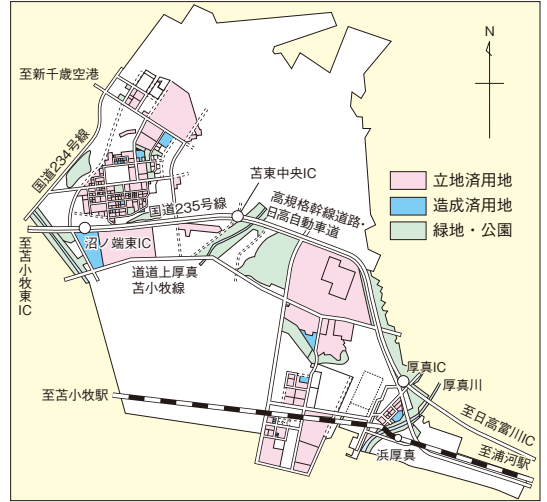 N
至新千歳空港
国道234号線
苫東中央IC
国道235号線
高規格幹線道路・
日高自動車道
立地済用地
造成済用地
緑地・公園
沼ノ端東IC
至苫小牧東IC
道道上厚真
苫小牧線
厚真IC
厚真川
至苫小牧駅
至日高富川IC
至浦河駅
浜厚真